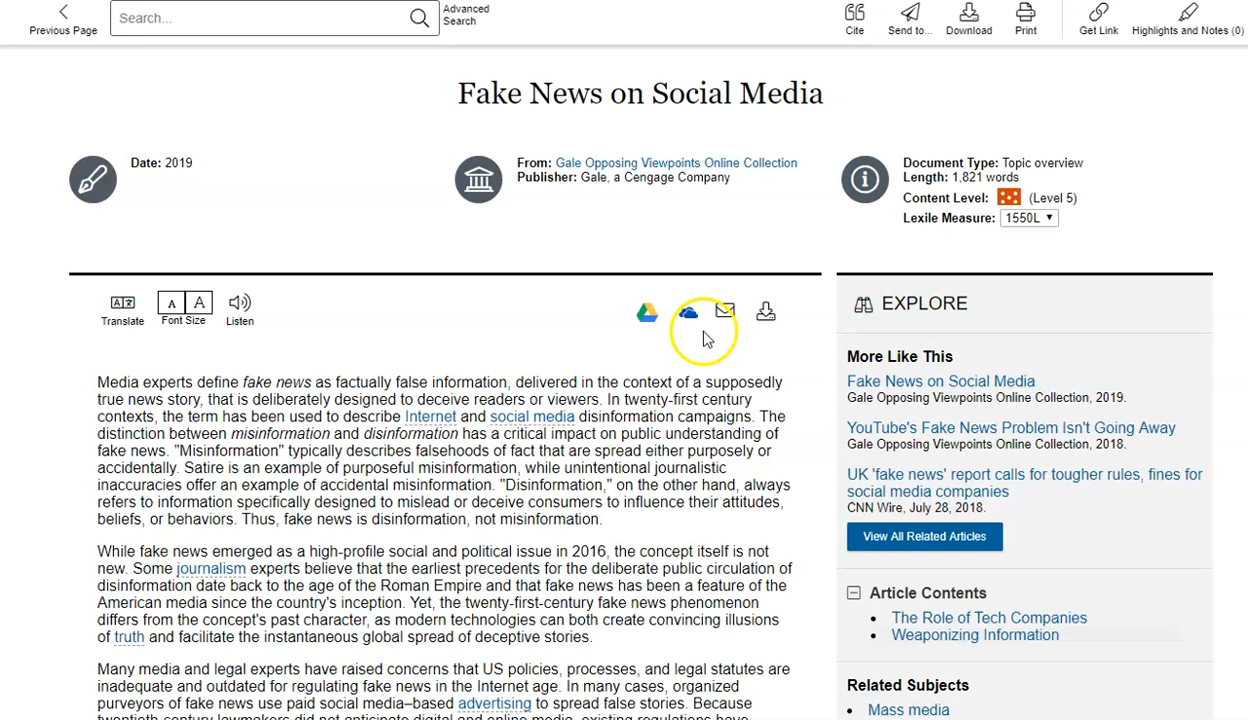 Previous Page
Search...
Advanced
Search
Cite
Send to...
Download
Print
Get Link
Highlights and Notes (0)
Fake News on Social Media
Date: 2019
From: Gale Opposing Viewpoints Online Collection
Publisher: Gale, a Cengage Company
Document Type: Topic overview
Length: 1,821 words
Content Level: (Level 5)
Lexile Measure: 1550L
Translate
A A
Font Size
Listen
Media experts define fake news as factually false information, delivered in the context of a supposedly
true news story, that is deliberately designed to deceive readers or viewers. In twenty-first century
contexts, the term has been used to describe Internet and social media disinformation campaigns. The
distinction between misinformation and disinformation has a critical impact on public understanding of
fake news. "Misinformation" typically describes falsehoods of fact that are spread either purposely or
accidentally. Satire is an example of purposeful misinformation, while unintentional journalistic
inaccuracies offer an example of accidental misinformation. "Disinformation," on the other hand, always
refers to information specifically designed to mislead or deceive consumers to influence their attitudes,
beliefs, or behaviors. Thus, fake news is disinformation, not misinformation.
While fake news emerged as a high-profile social and political issue in 2016, the concept itself is not
new. Some journalism experts believe that the earliest precedents for the deliberate public circulation of
disinformation date back to the age of the Roman Empire and that fake news has been a feature of the
American media since the country's inception. Yet, the twenty-first-century fake news phenomenon
differs from the concept's past character, as modern technologies can both create convincing illusions
of truth and facilitate the instantaneous global spread of deceptive stories.
Many media and legal experts have raised concerns that US policies, processes, and legal statutes are
inadequate and outdated for regulating fake news in the Internet age. In many cases, organized
purveyors of fake news use paid social media–based advertising to spread false stories. Because
twentieth-century lawmakers did not anticipate digital and online media, existing regulations have
EXPLORE
More Like This
Fake News on Social Media
Gale Opposing Viewpoints Online Collection, 2019.
YouTube's Fake News Problem Isn't Going Away
Gale Opposing Viewpoints Online Collection, 2018.
UK 'fake news' report calls for tougher rules, fines for
social media companies
CNN Wire, July 28, 2018.
View All Related Articles
Article Contents
The Role of Tech Companies
Weaponizing Information
Related Subjects
Mass media